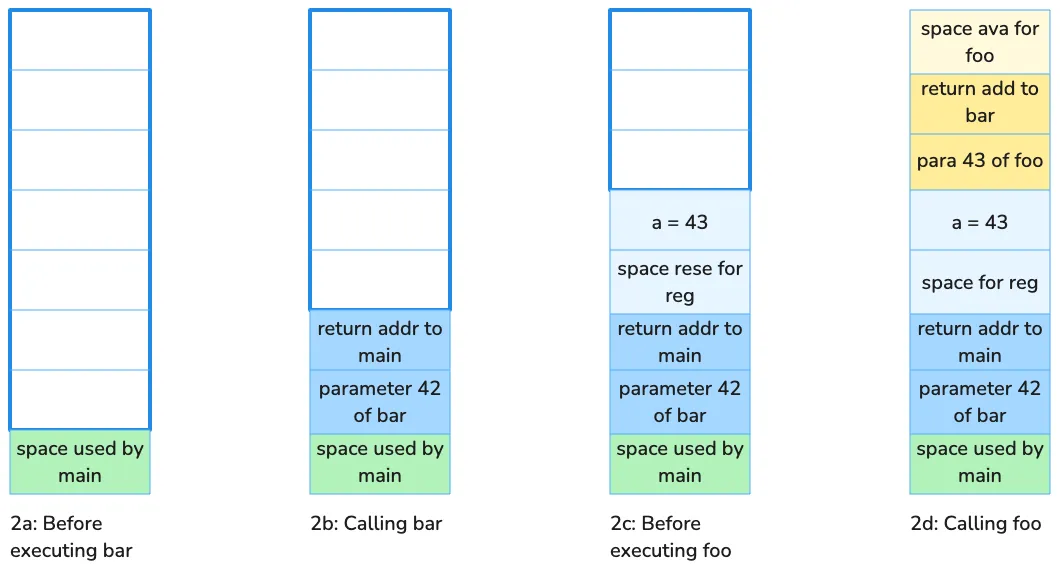 space used by
main
2a: Before
executing bar
return addr to
main
parameter 42
of bar
space used by
main
2b: Calling bar
a = 43
space rese for
reg
return addr to
main
parameter 42
of bar
space used by
main
2c: Before
executing foo
space ava for
foo
return add to
bar
para 43 of foo
a = 43
space for reg
return addr to
main
parameter 42
of bar
space used by
main
2d: Calling foo